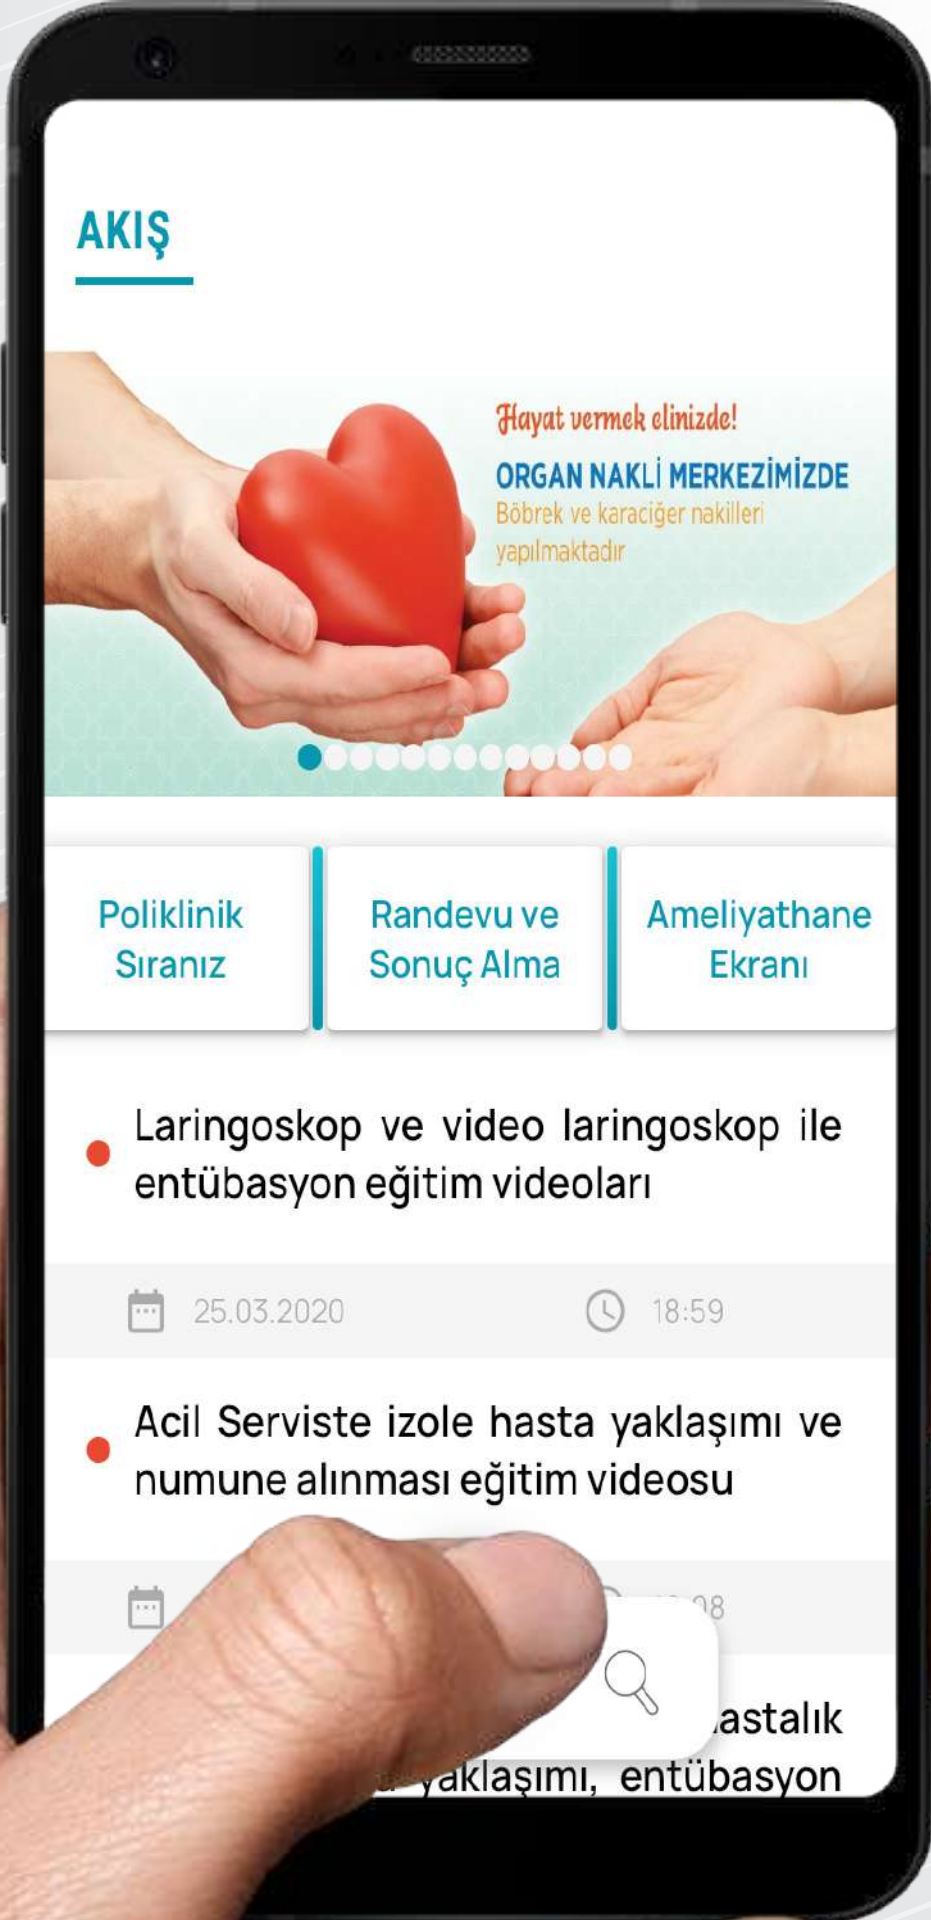 AKIŞ
Hayat vermek elinizde!
ORGAN NAKLİ MERKEZİMİZDE
Böbrek ve karaciğer nakilleri
yapılmaktadır
Poliklinik
Sıranız
Randevu ve
Sonuç Alma
Ameliyathane
Ekranı
Laringoskop ve video laringoskop ile
entübasyon eğitim videoları
25.03.2020
18:59
Acil Serviste izole hasta yaklaşımı ve
numune alınması eğitim videosu
yaklaşımı, entübasyon